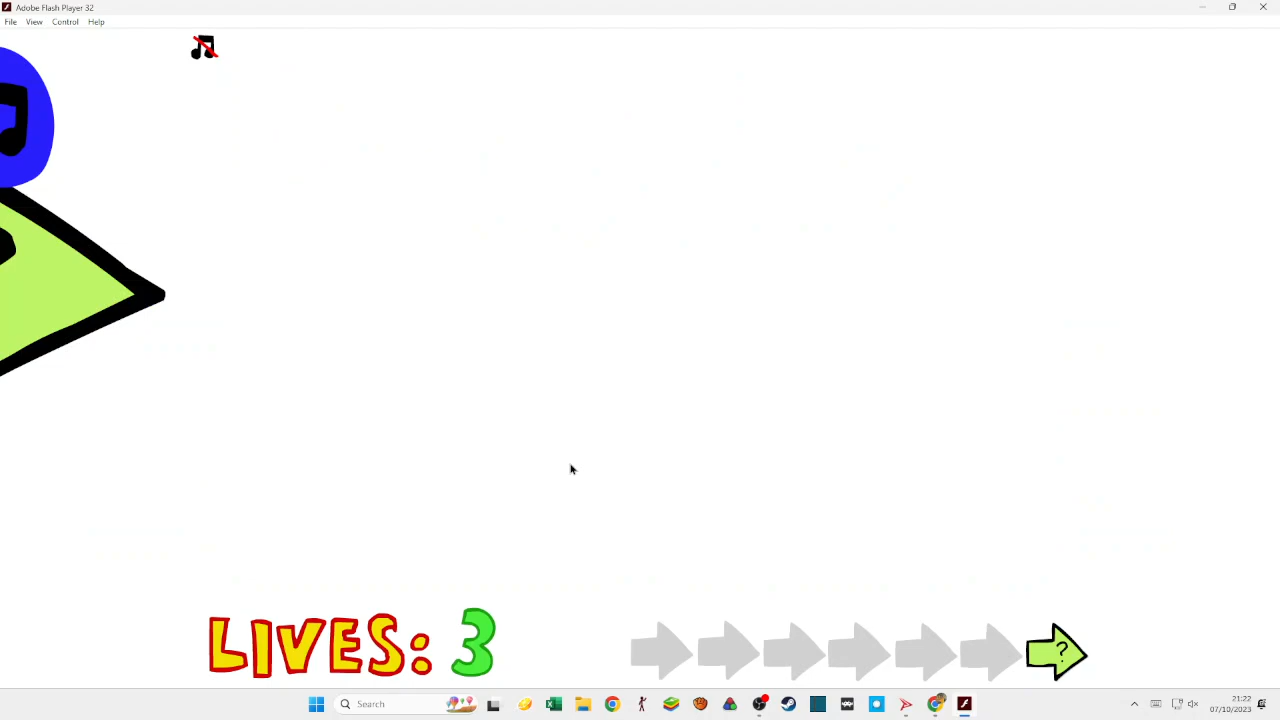 Adobe Flash Player 32
File View Control Help
LIVES: 3
?
Search
21:22
07/10/2023